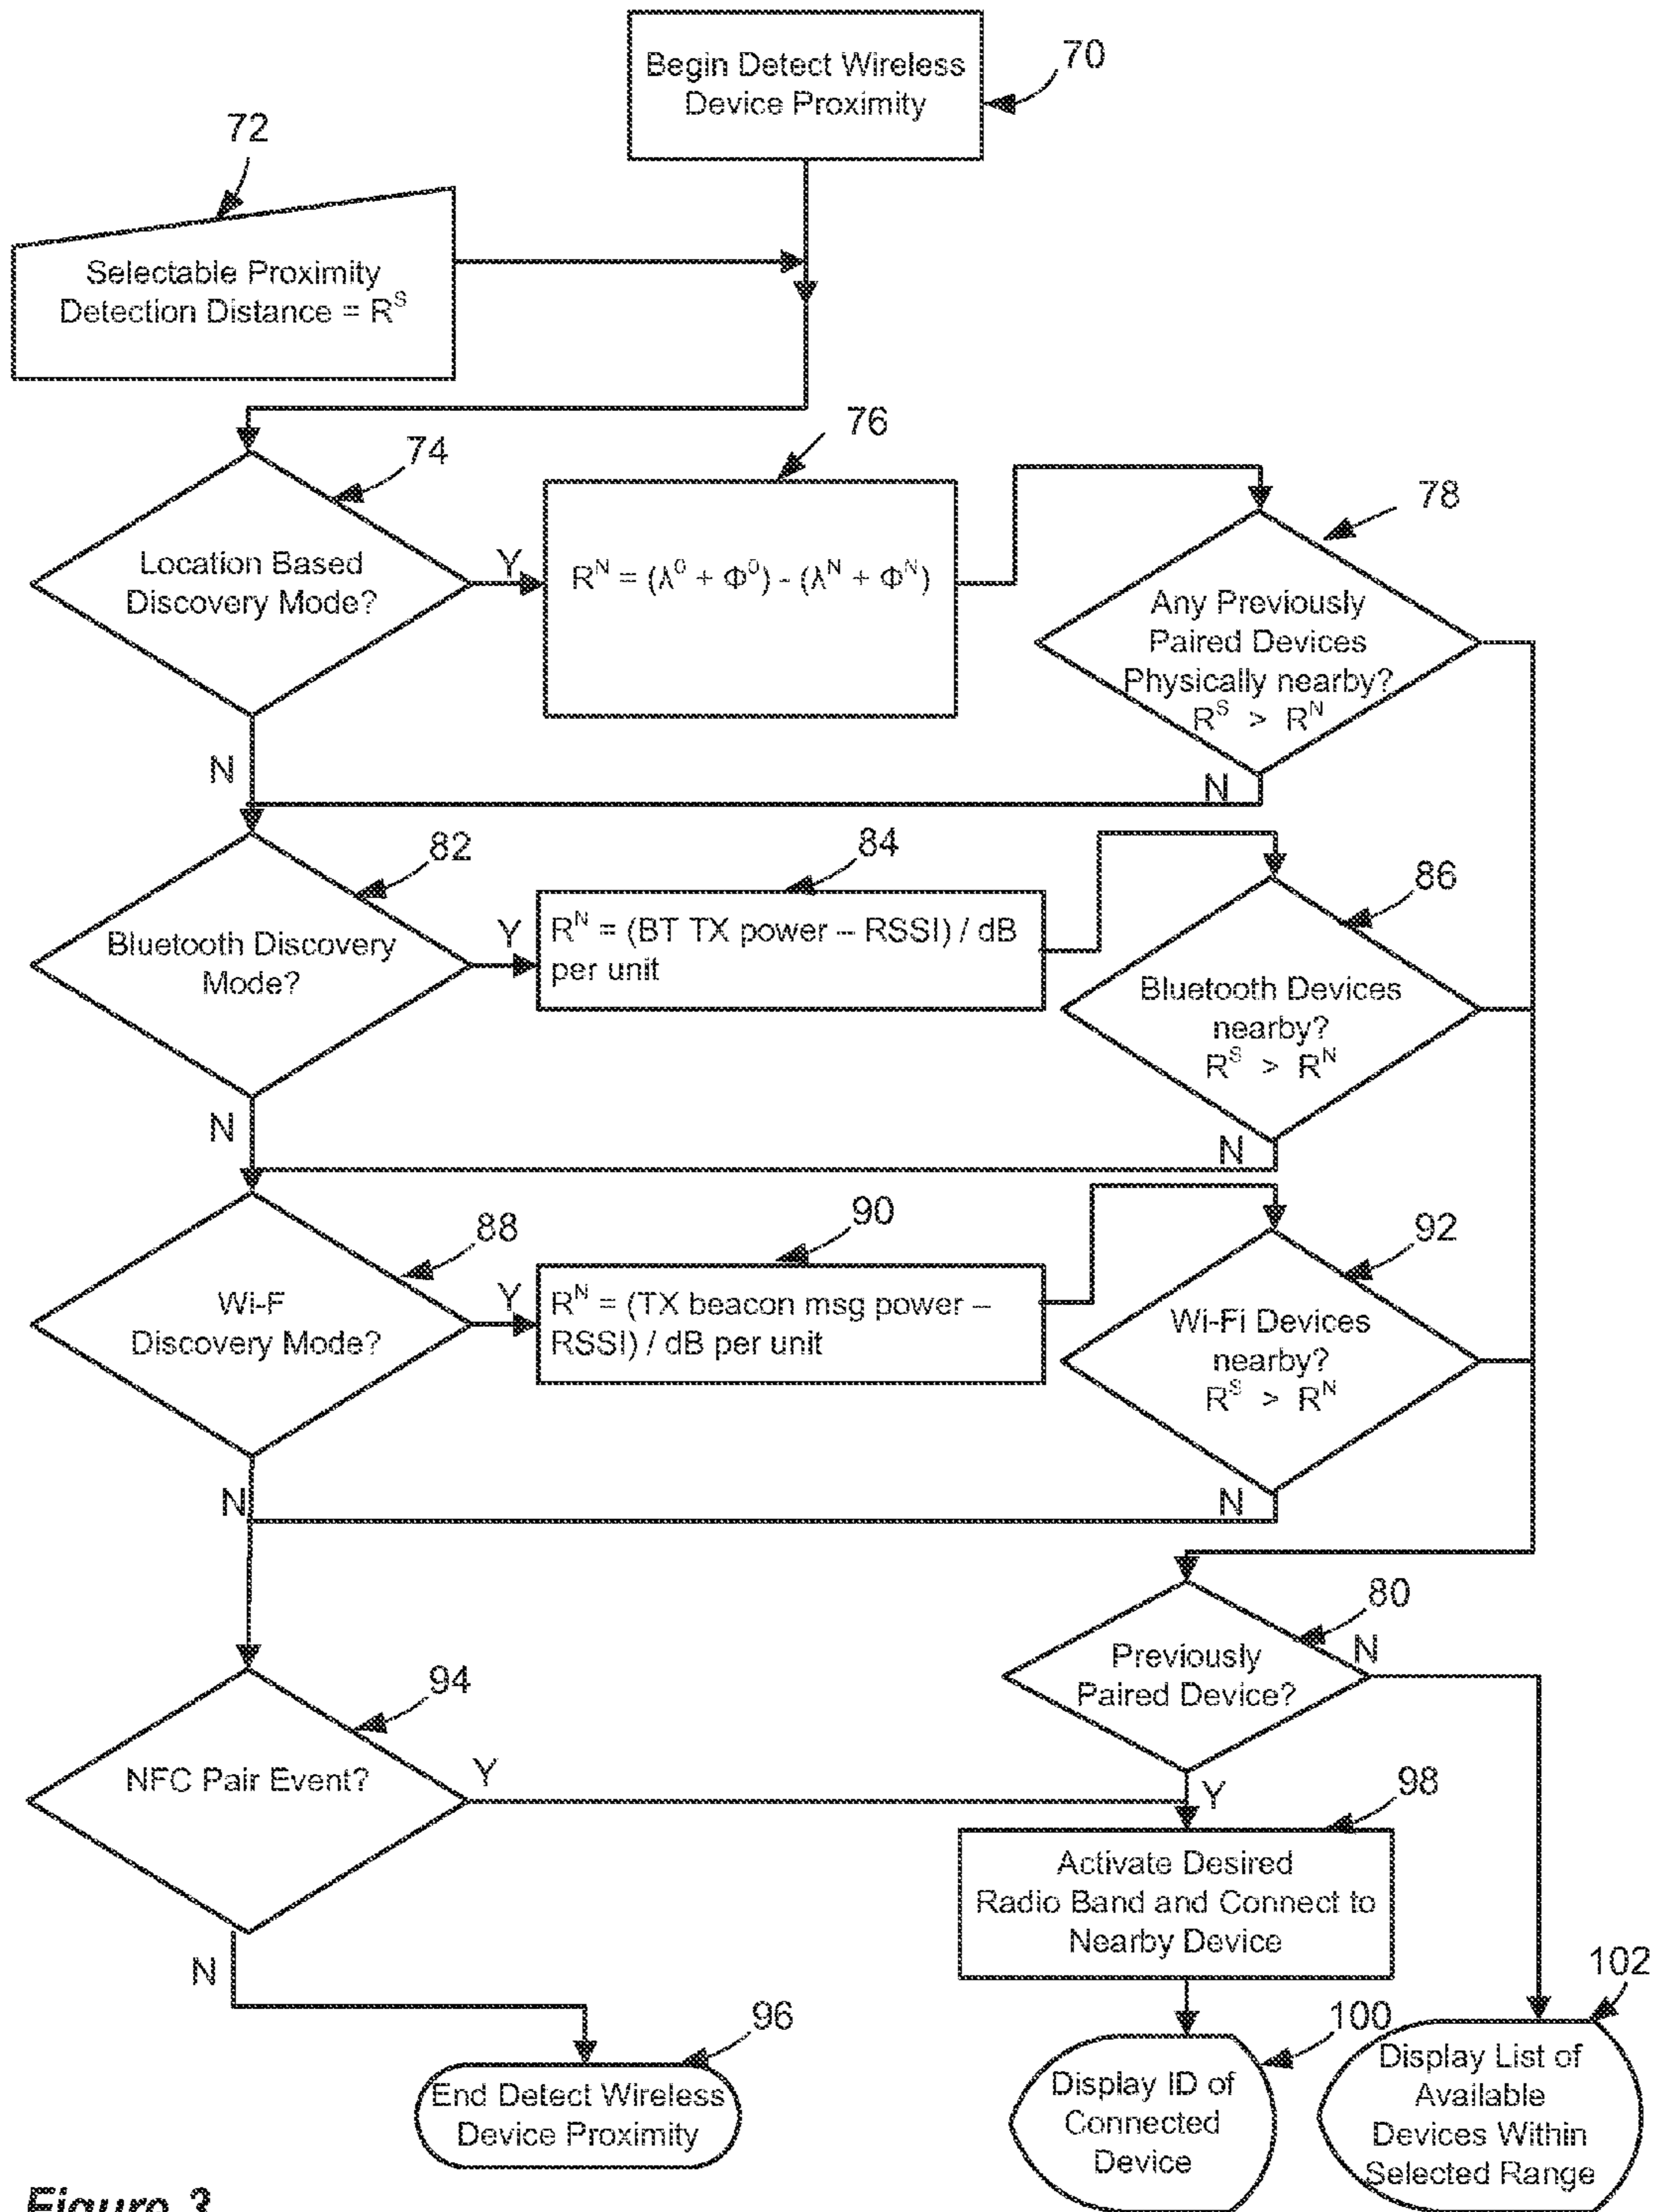 Begin Detect Wireless
Device Proximity
70
72
Selectable Proximity
Detection Distance = R^S
74
Location Based
Discovery Mode?
Y
N
76
R^N = (λ^0 + Φ^0) - (λ^N + Φ^N)
78
Any Previously
Paired Devices
Physically nearby?
R^S > R^N
N
82
Bluetooth Discovery
Mode?
Y
N
84
R^N = (BT TX power – RSSI) / dB
per unit
86
Bluetooth Devices
nearby?
R^S > R^N
N
88
Wi-F
Discovery Mode?
Y
N
90
R^N = (TX beacon msg power –
RSSI) / dB per unit
92
Wi-Fi Devices
nearby?
R^S > R^N
N
80
Previously
Paired Device?
N
Y
94
NFC Pair Event?
Y
N
98
Activate Desired
Radio Band and Connect to
Nearby Device
96
End Detect Wireless
Device Proximity
100
Display ID of
Connected
Device
102
Display List of
Available
Devices Within
Selected Range
Figure 3